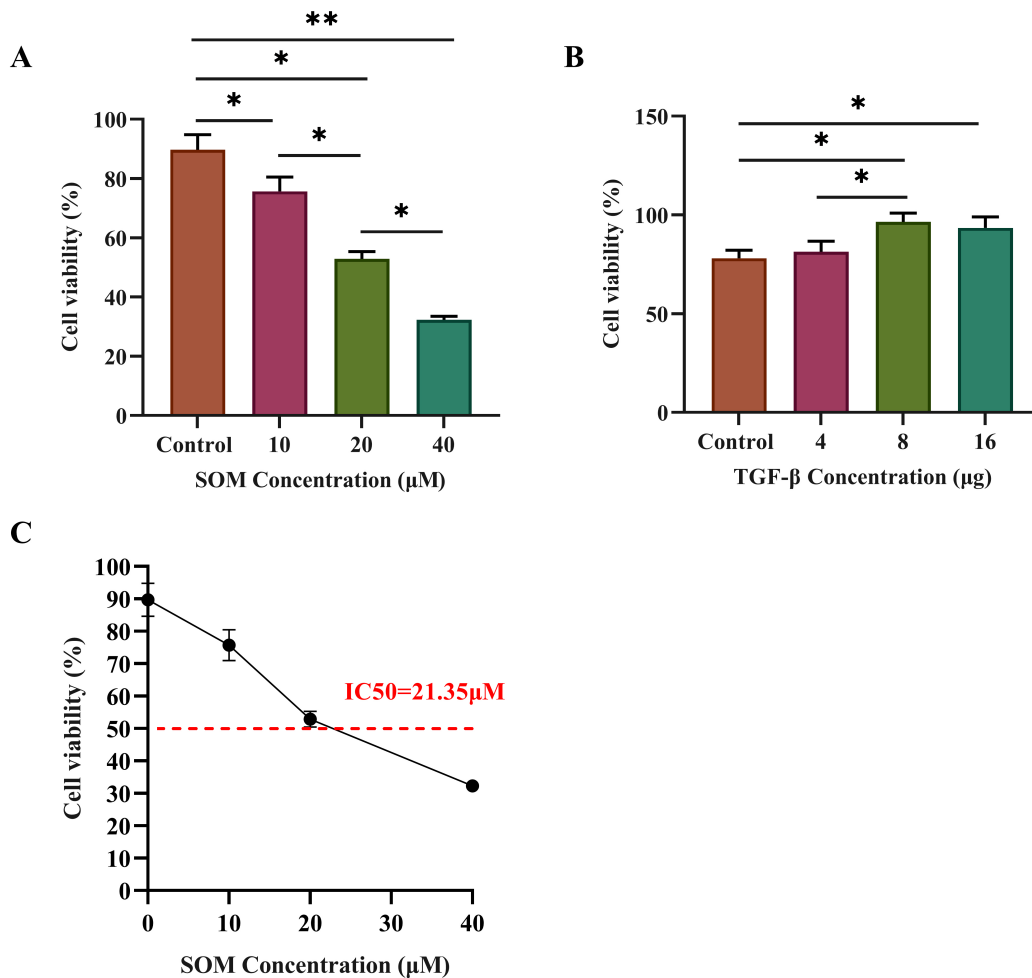 A
**
*
*
*
*
100
80
60
40
20
0
Cell viability (%)
Control 10 20 40
SOM Concentration (μM)
B
*
*
*
150
100
50
0
Cell viability (%)
Control 4 8 16
TGF-β Concentration (μg)
C
100
90
80
70
60
50
40
30
20
10
0
Cell viability (%)
IC50=21.35μM
0 10 20 30 40
SOM Concentration (μM)